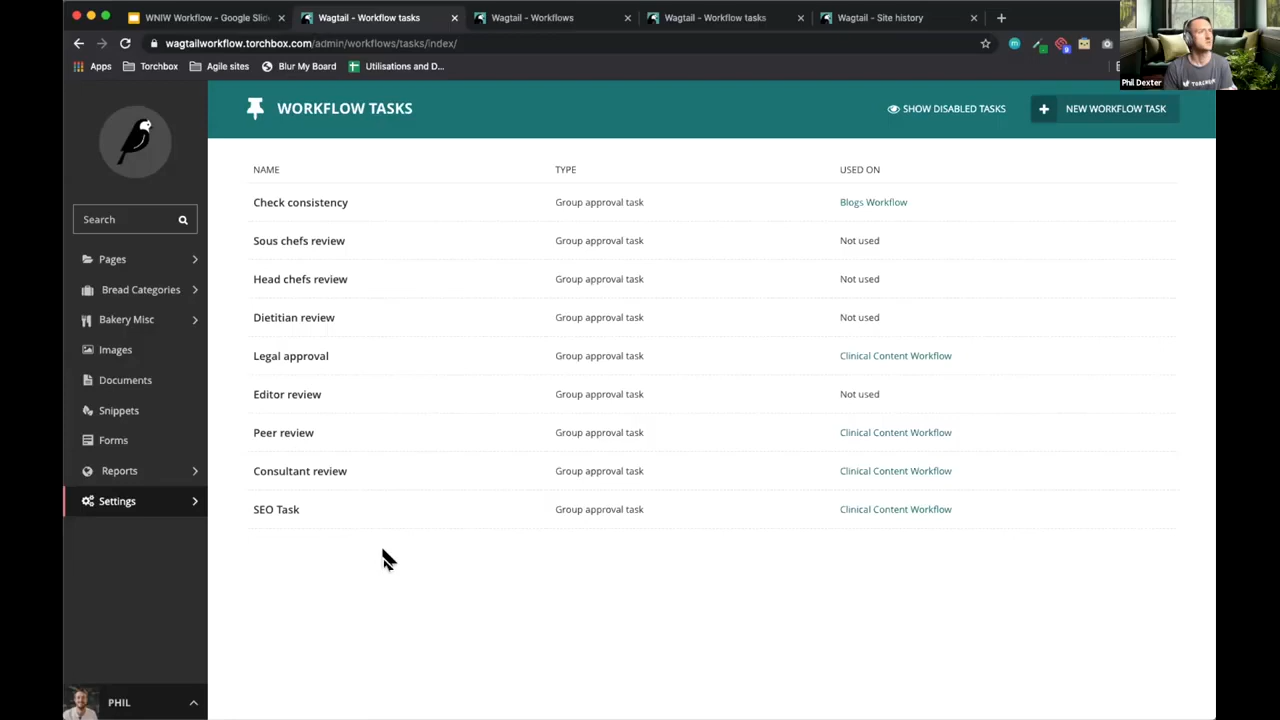 WNIW Workflow - Google Slid
Wagtail - Workflow tasks
Wagtail - Workflows
Wagtail - Workflow tasks
Wagtail - Site history
wagtailworkflow.torchbox.com/admin/workflows/tasks/index/
Apps
Torchbox
Agile sites
Blur My Board
Utilisations and D...
Phil Dexter
WORKFLOW TASKS
SHOW DISABLED TASKS
NEW WORKFLOW TASK
Search
Pages
Bread Categories
Bakery Misc
Images
Documents
Snippets
Forms
Reports
Settings
PHIL
NAME TYPE USED ON
Check consistency Group approval task Blogs Workflow
Sous chefs review Group approval task Not used
Head chefs review Group approval task Not used
Dietitian review Group approval task Not used
Legal approval Group approval task Clinical Content Workflow
Editor review Group approval task Not used
Peer review Group approval task Clinical Content Workflow
Consultant review Group approval task Clinical Content Workflow
SEO Task Group approval task Clinical Content Workflow